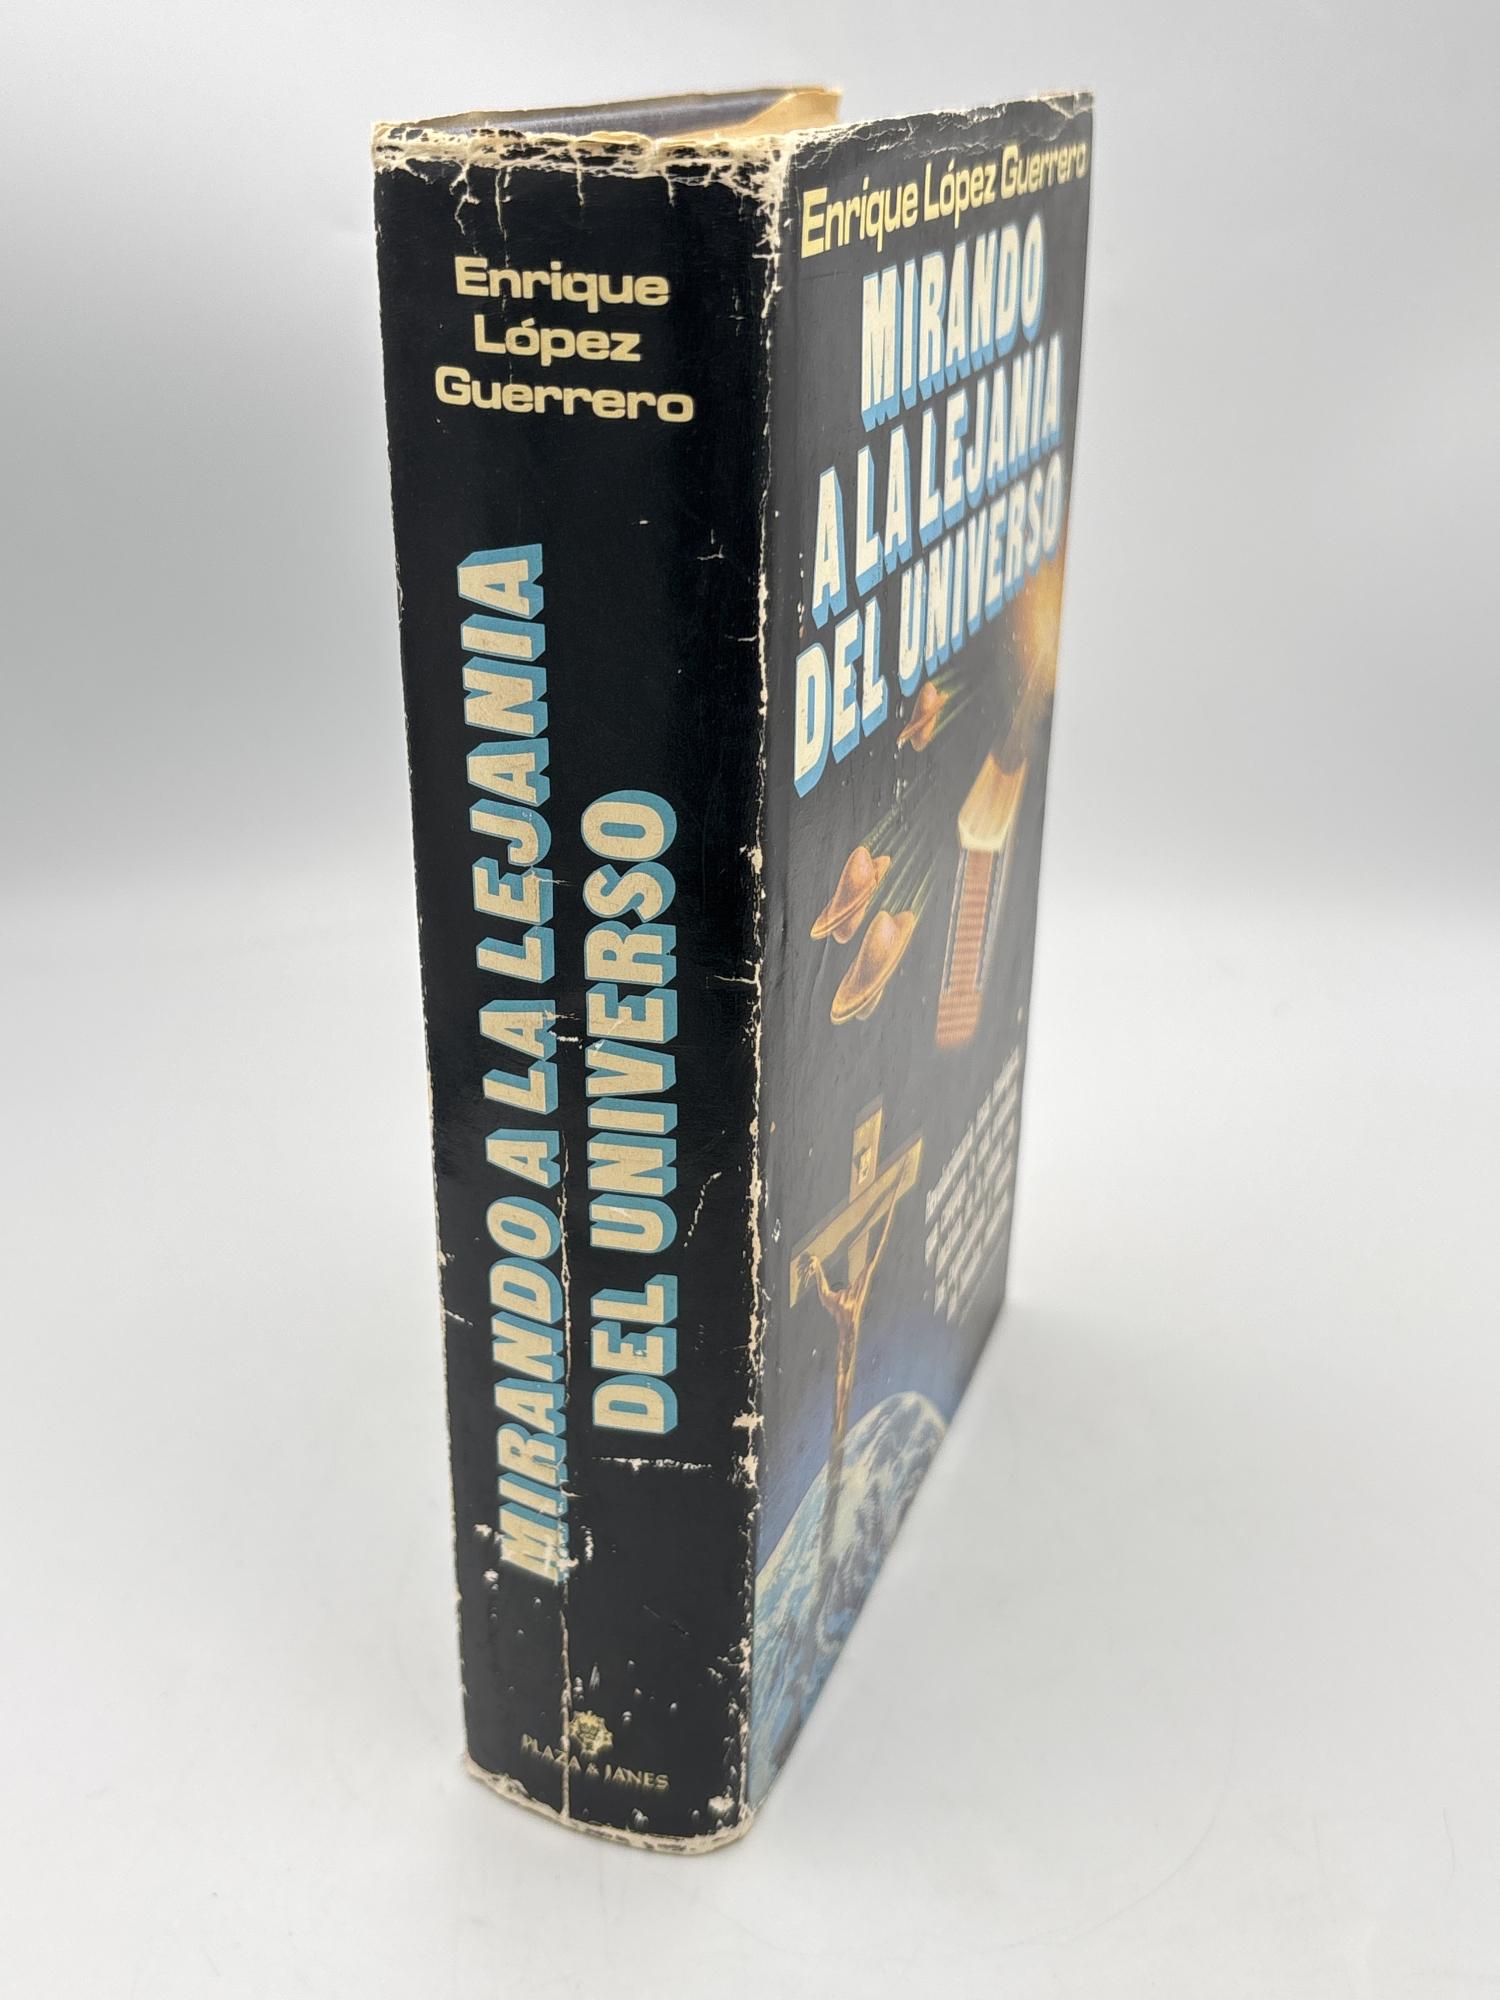 Enrique
López
Guerrero
MIRANDO A LA LEJANIA
DEL UNIVERSO
PLAZA & JANES
Enrique López Guerrero
MIRANDO
A LA LEJANIA
DEL UNIVERSO